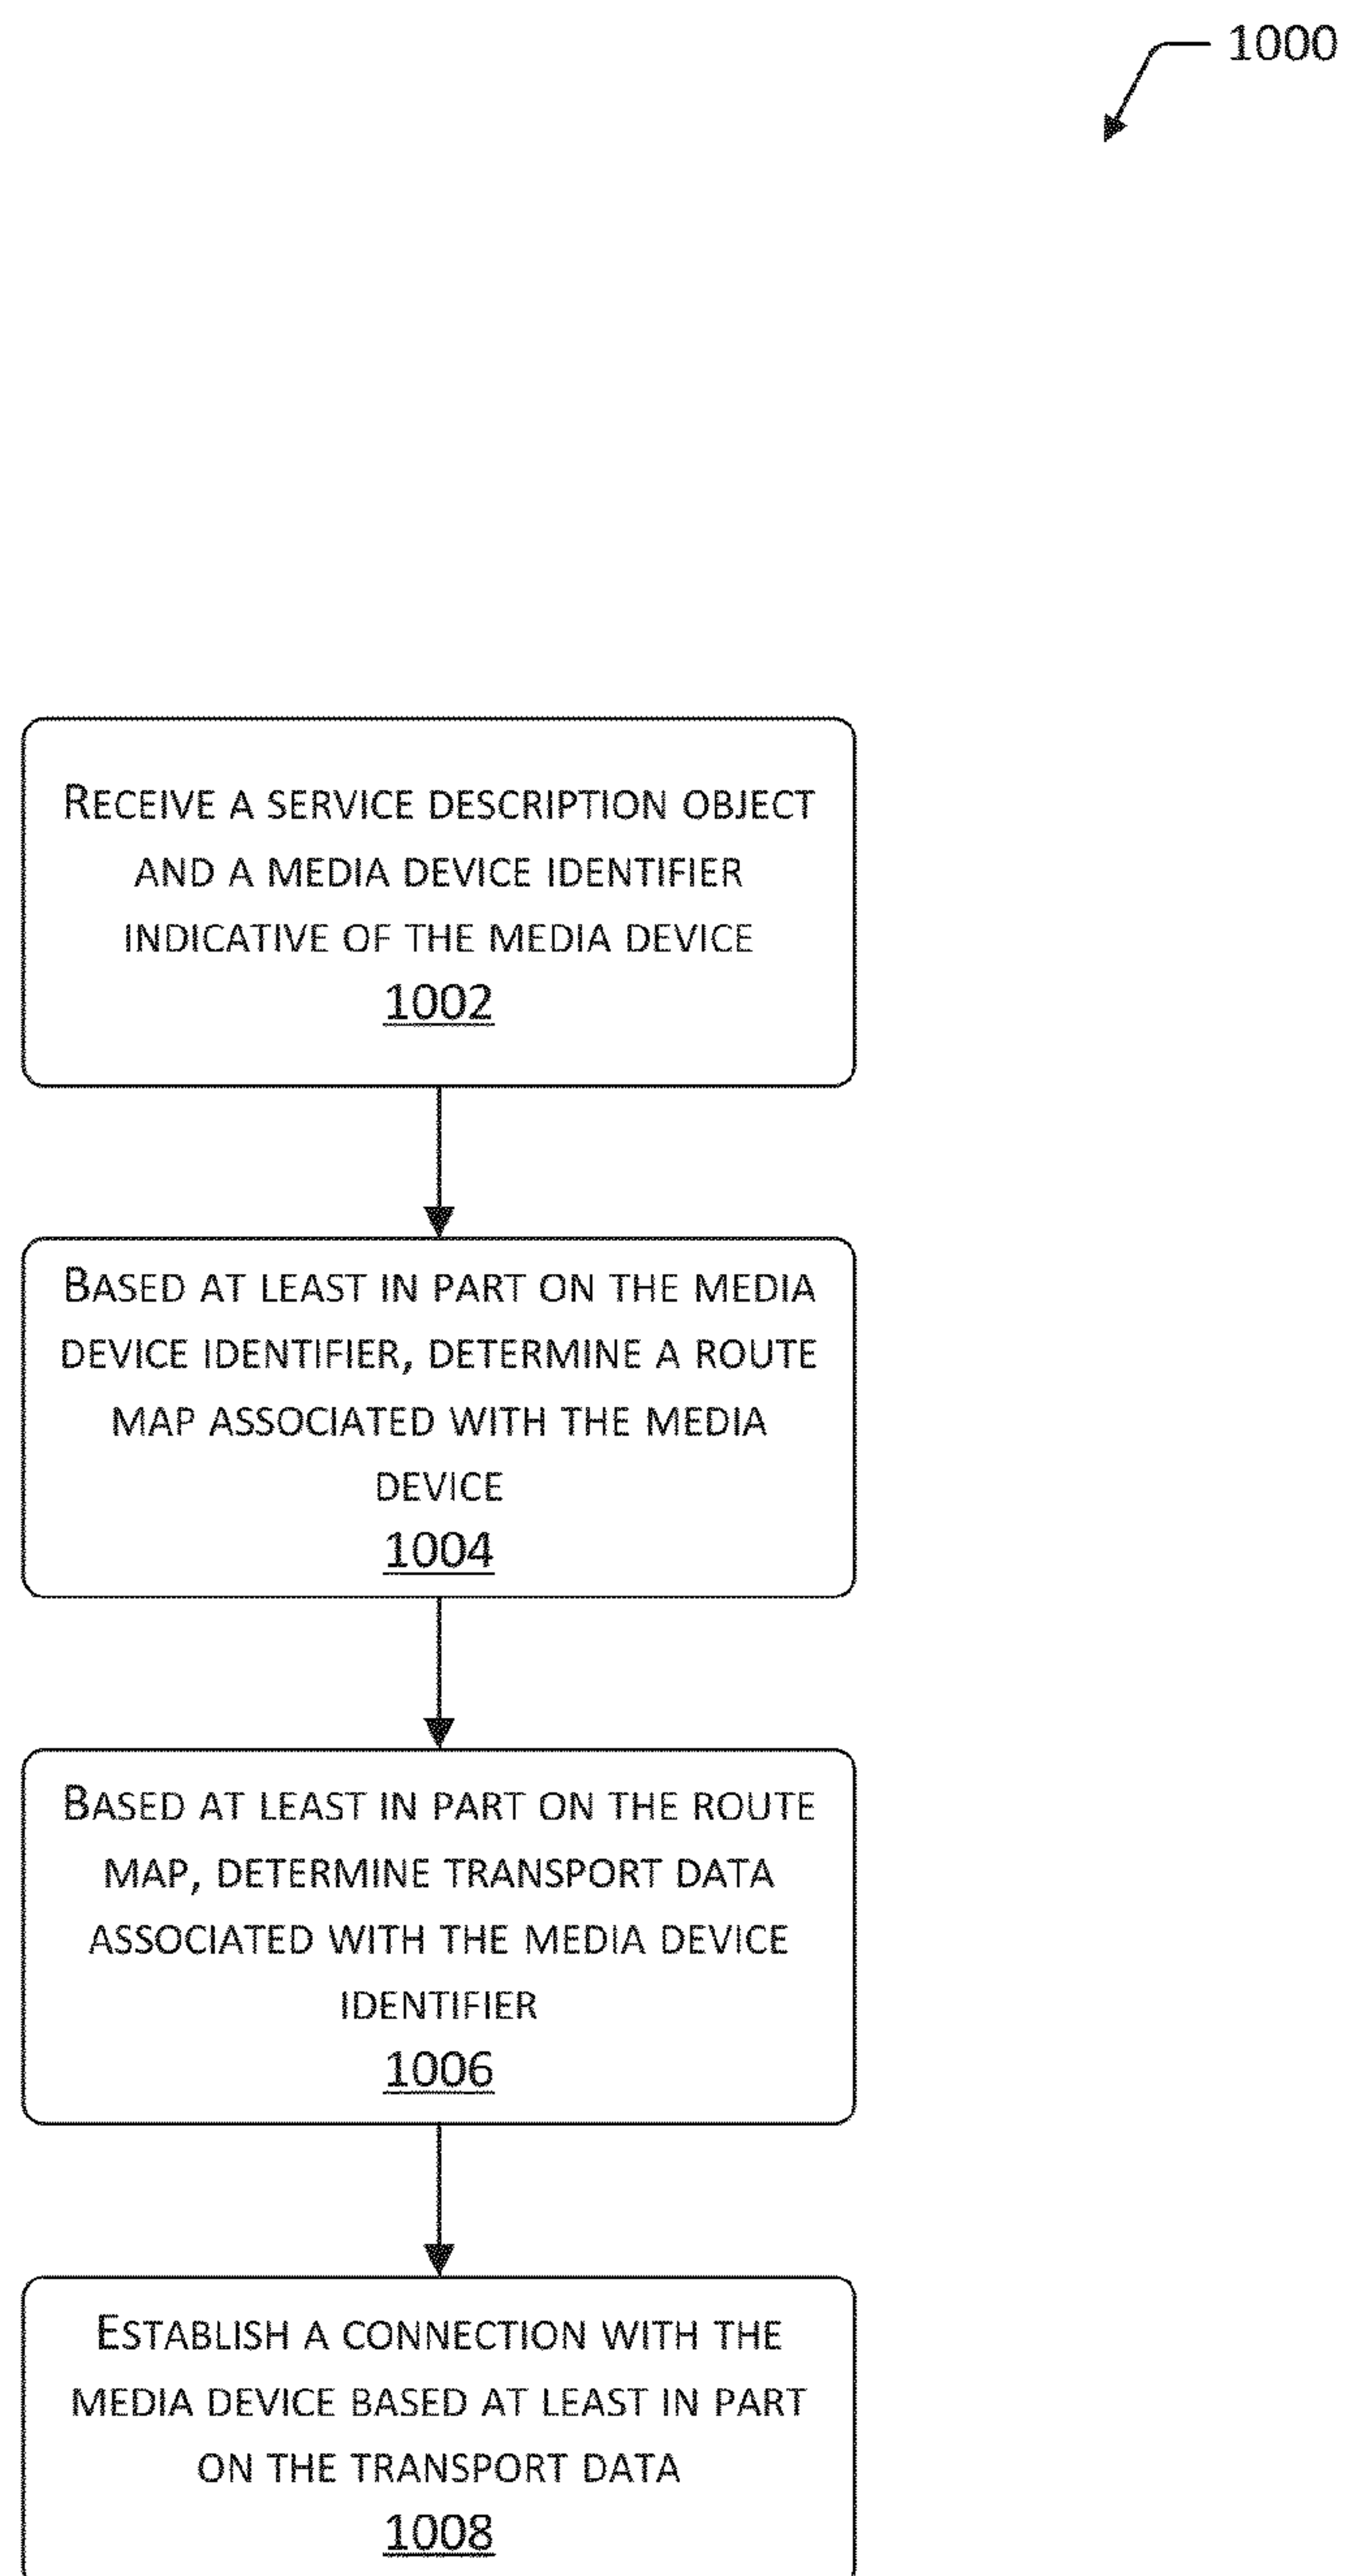 1000
RECEIVE A SERVICE DESCRIPTION OBJECT
AND A MEDIA DEVICE IDENTIFIER
INDICATIVE OF THE MEDIA DEVICE
1002
BASED AT LEAST IN PART ON THE MEDIA
DEVICE IDENTIFIER, DETERMINE A ROUTE
MAP ASSOCIATED WITH THE MEDIA
DEVICE
1004
BASED AT LEAST IN PART ON THE ROUTE
MAP, DETERMINE TRANSPORT DATA
ASSOCIATED WITH THE MEDIA DEVICE
IDENTIFIER
1006
ESTABLISH A CONNECTION WITH THE
MEDIA DEVICE BASED AT LEAST IN PART
ON THE TRANSPORT DATA
1008